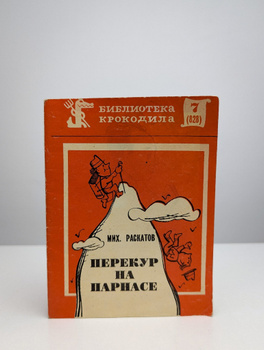 БИБЛИОТЕКА
КРОКОДИЛА
7
(828)
МИХ. РАСКАТОВ
ПЕРЕКУР
НА
ПАРНАСЕ